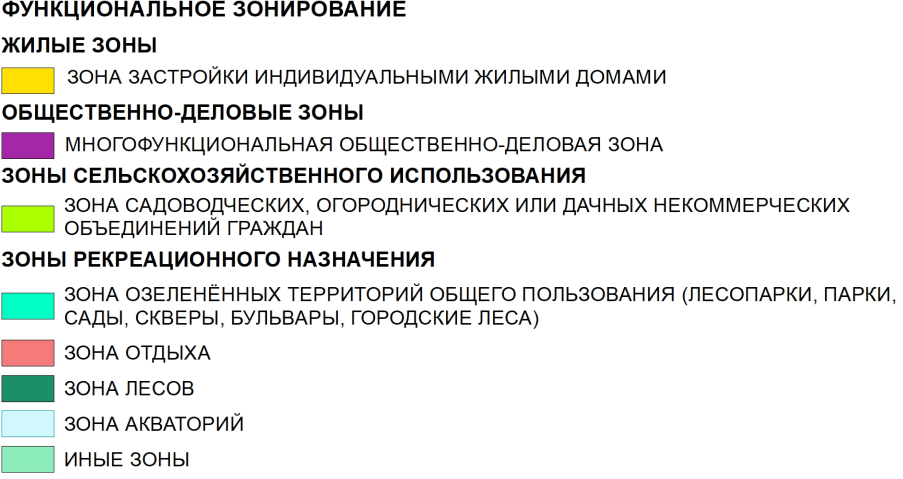 ФУНКЦИОНАЛЬНОЕ ЗОНИРОВАНИЕ
ЖИЛЫЕ ЗОНЫ
ЗОНА ЗАСТРОЙКИ ИНДИВИДУАЛЬНЫМИ ЖИЛЫМИ ДОМАМИ
ОБЩЕСТВЕННО-ДЕЛОВЫЕ ЗОНЫ
МНОГОФУНКЦИОНАЛЬНАЯ ОБЩЕСТВЕННО-ДЕЛОВАЯ ЗОНА
ЗОНЫ СЕЛЬСКОХОЗЯЙСТВЕННОГО ИСПОЛЬЗОВАНИЯ
ЗОНА САДОВОДЧЕСКИХ, ОГОРОДНИЧЕСКИХ ИЛИ ДАЧНЫХ НЕКОММЕРЧЕСКИХ
ОБЪЕДИНЕНИЙ ГРАЖДАН
ЗОНЫ РЕКРЕАЦИОННОГО НАЗНАЧЕНИЯ
ЗОНА ОЗЕЛЕНЁННЫХ ТЕРРИТОРИЙ ОБЩЕГО ПОЛЬЗОВАНИЯ (ЛЕСОПАРКИ, ПАРКИ,
САДЫ, СКВЕРЫ, БУЛЬВАРЫ, ГОРОДСКИЕ ЛЕСА)
ЗОНА ОТДЫХА
ЗОНА ЛЕСОВ
ЗОНА АКВАТОРИЙ
ИНЫЕ ЗОНЫ